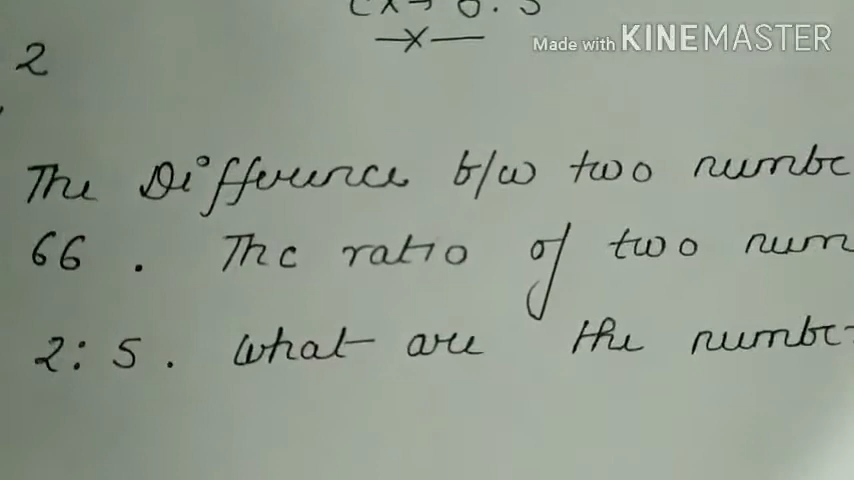 Made with KINEMASTER
2
The Difference b/w two numbe
66 . The ratio of two num
2: 5 . What are the numbe